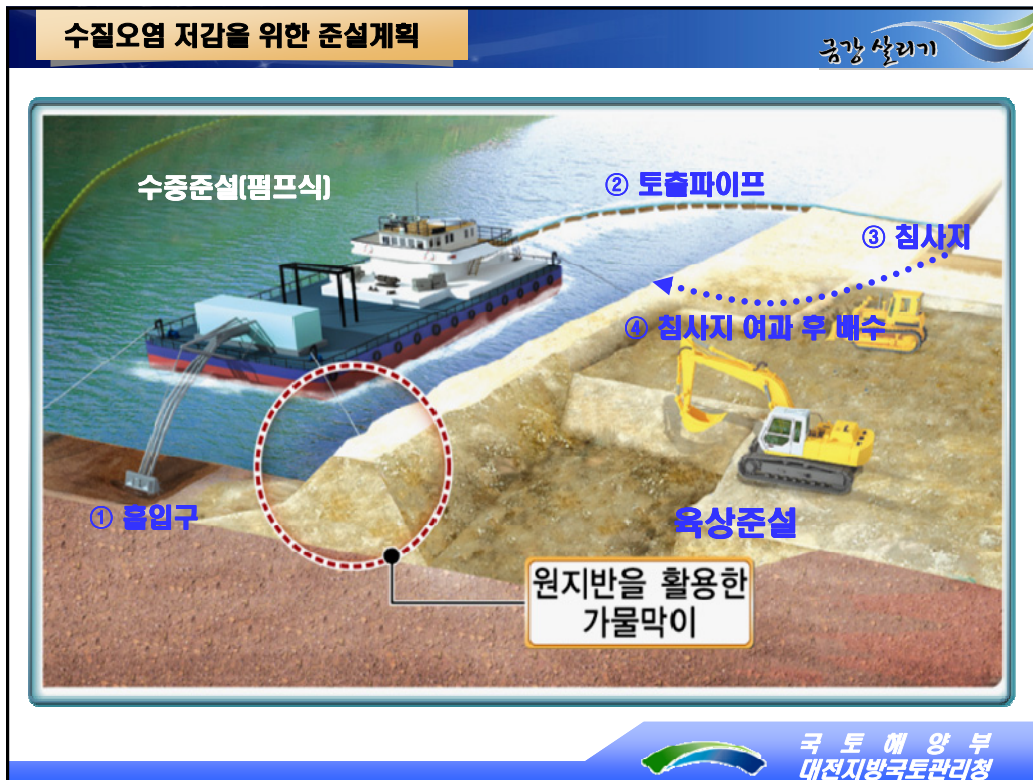 수질오염 저감을 위한 준설계획
금강 살리기
수중준설(펌프식)
② 토출파이프
③ 침사지
④ 침사지 여과 후 배수
① 흡입구
육상준설
원지반을 활용한
가물막이
국토해양부
대전지방국토관리청